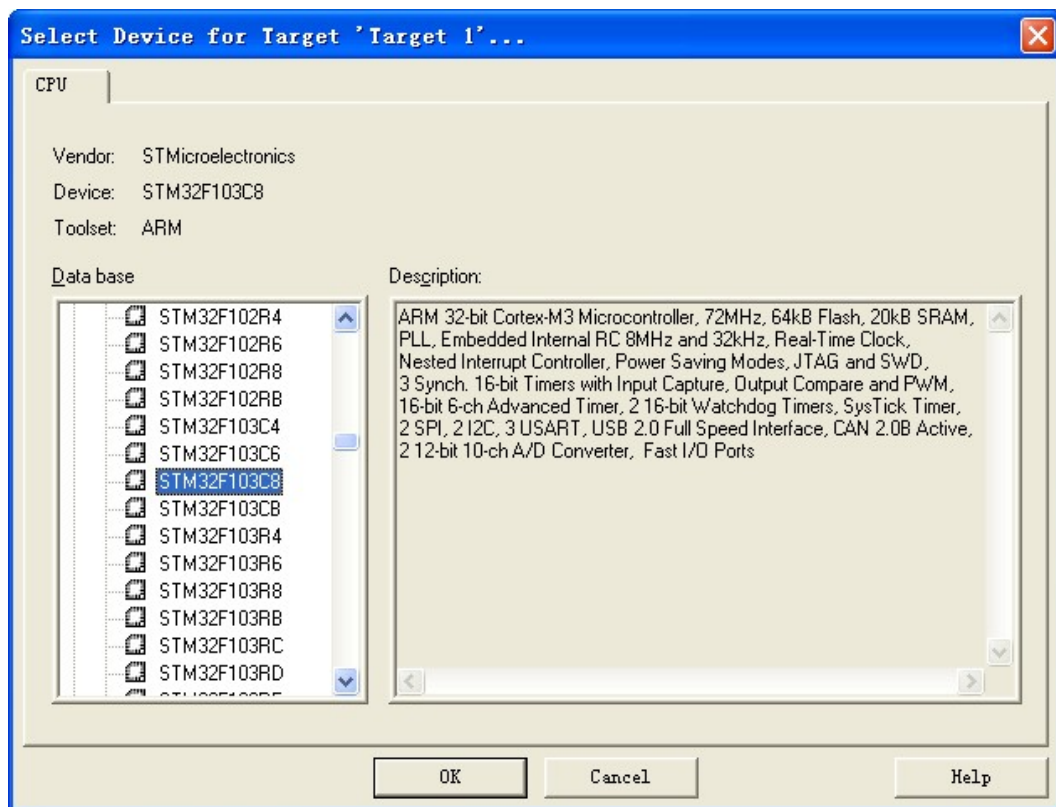 Select Device for Target 'Target 1'...
CPU
Vendor: STMicroelectronics
Device: STM32F103C8
Toolset: ARM
Data base
STM32F102R4
STM32F102R6
STM32F102R8
STM32F102RB
STM32F103C4
STM32F103C6
STM32F103C8
STM32F103CB
STM32F103R4
STM32F103R6
STM32F103R8
STM32F103RB
STM32F103RC
STM32F103RD
Description:
ARM 32-bit Cortex-M3 Microcontroller, 72MHz, 64kB Flash, 20kB SRAM,
PLL, Embedded Internal RC 8MHz and 32kHz, Real-Time Clock,
Nested Interrupt Controller, Power Saving Modes, JTAG and SWD,
3 Synch. 16-bit Timers with Input Capture, Output Compare and PWM,
16-bit 6-ch Advanced Timer, 2 16-bit Watchdog Timers, SysTick Timer,
2 SPI, 2 I2C, 3 USART, USB 2.0 Full Speed Interface, CAN 2.0B Active,
2 12-bit 10-ch A/D Converter, Fast I/O Ports
OK
Cancel
Help